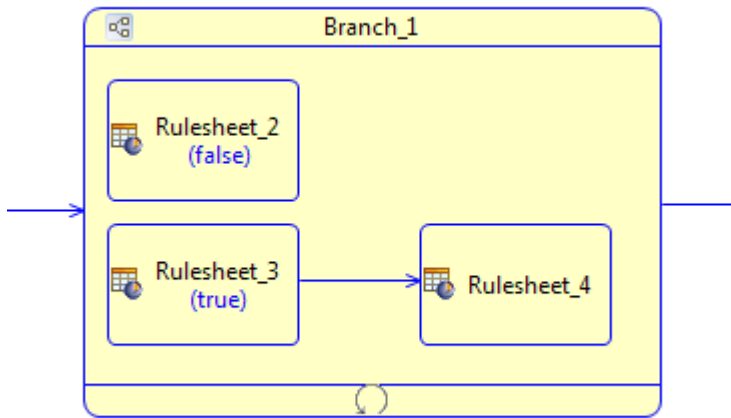 Branch_1
Rulesheet_2
(false)
Rulesheet_3
(true)
Rulesheet_4